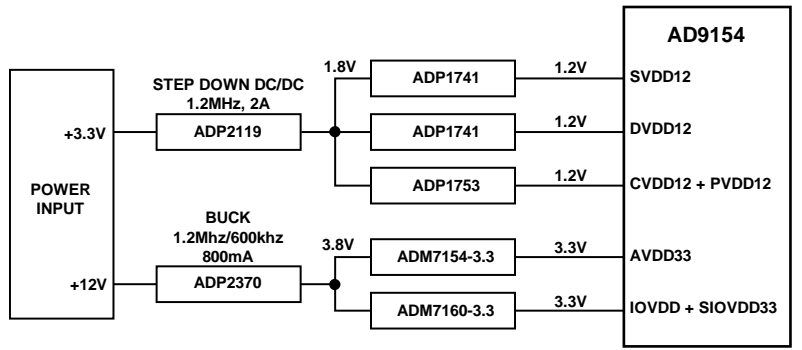 AD9154
POWER
INPUT
+3.3V
+12V
STEP DOWN DC/DC
1.2MHz, 2A
ADP2119
1.8V
ADP1741
1.2V
SVDD12
ADP1741
1.2V
DVDD12
ADP1753
1.2V
CVDD12 + PVDD12
BUCK
1.2Mhz/600khz
800mA
ADP2370
3.8V
ADM7154-3.3
3.3V
AVDD33
ADM7160-3.3
3.3V
IOVDD + SIOVDD33